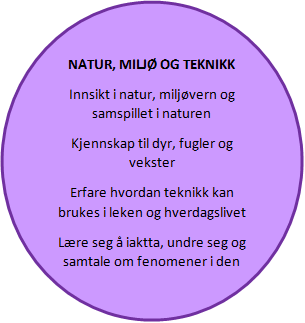 NATUR, MILJØ OG TEKNIKK
Innsikt i natur, miljøvern og
samspillet i naturen
Kjennskap til dyr, fugler og
vekster
Erfare hvordan teknikk kan
brukes i leken og hverdagslivet
Lære seg å iaktta, undre seg og
samtale om fenomener i den